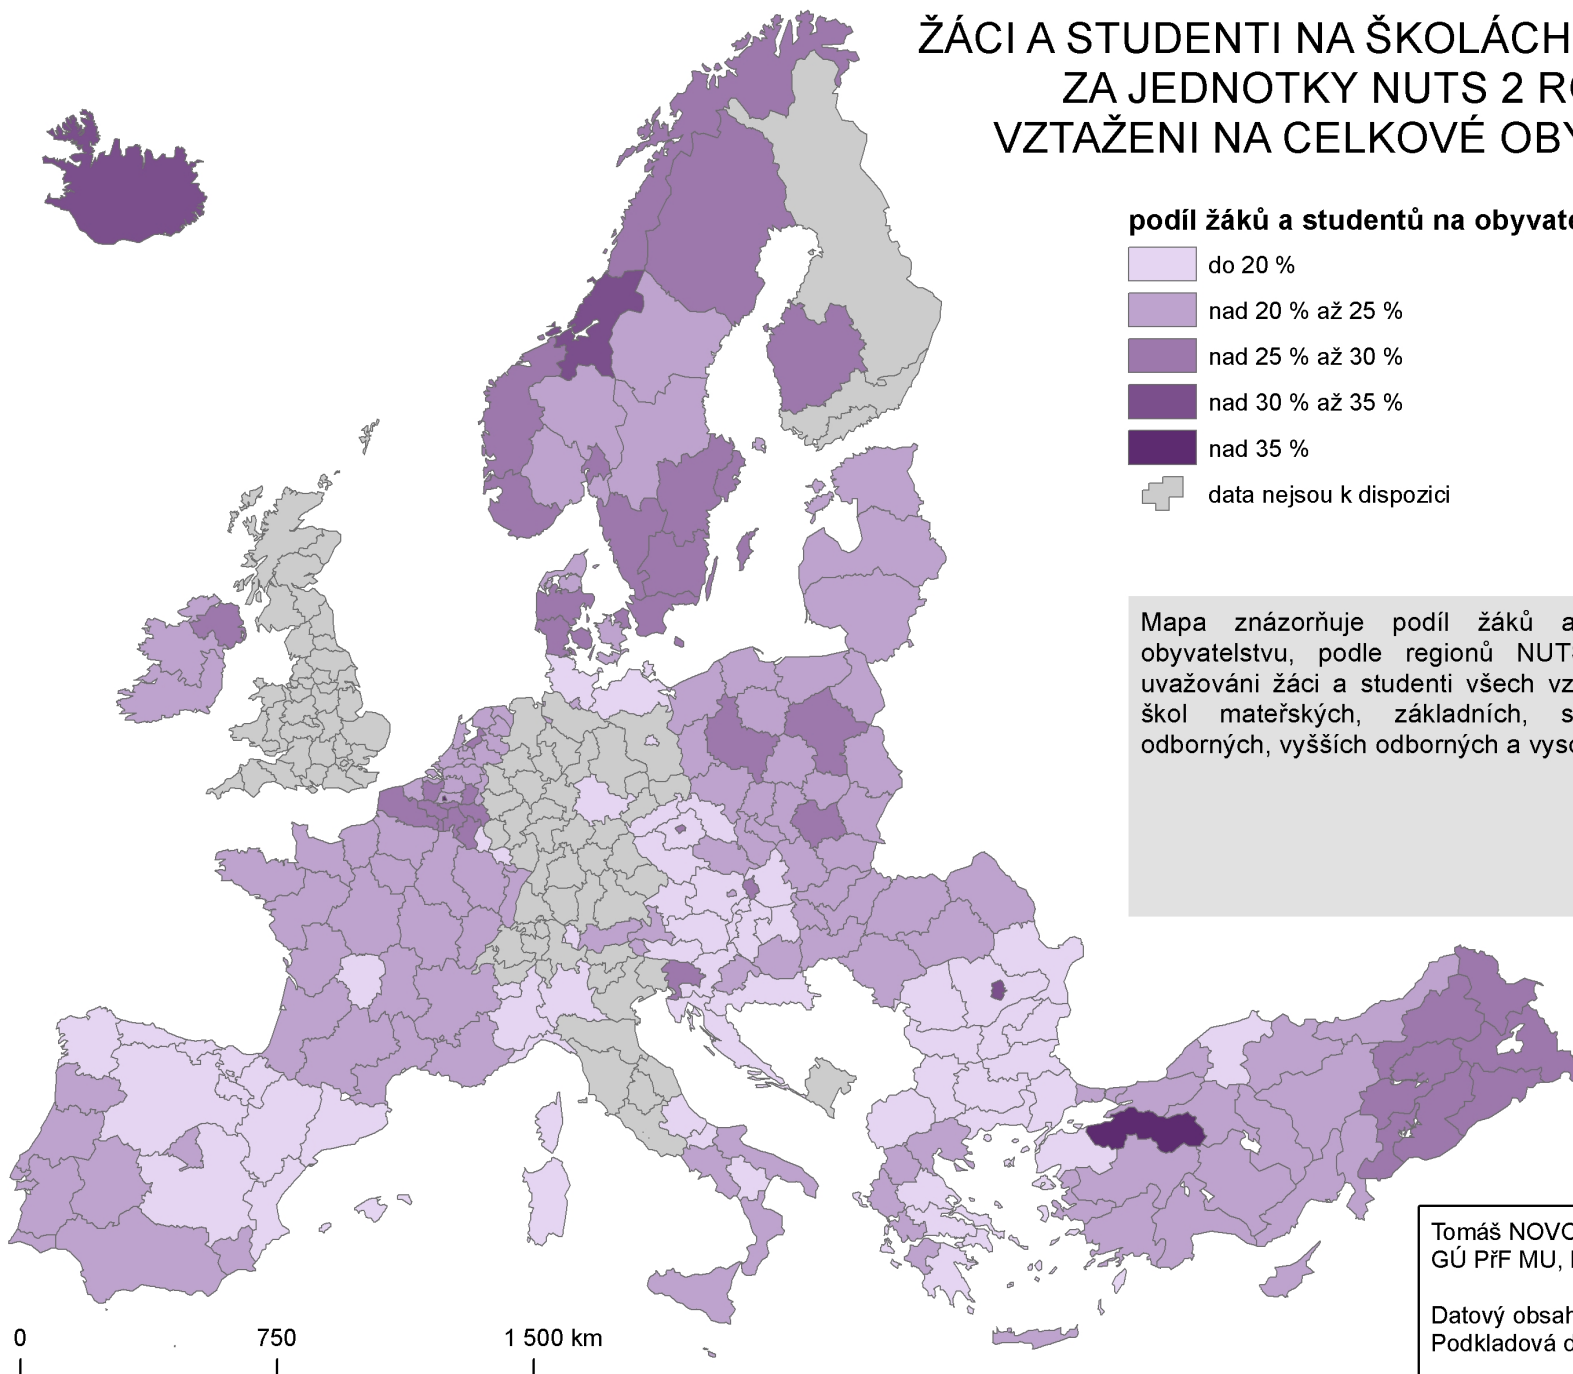 ŽÁCI A STUDENTI NA ŠKOLÁCH
ZA JEDNOTKY NUTS 2
VZTAŽENI NA CELKOVÉ
podíl žáků a studentů na
do 20 %
nad 20 % až 25 %
nad 25 % až 30 %
nad 30 % až 35 %
nad 35 %
data nejsou k dispozici
Mapa znázorňuje podíl žáků a
obyvatelstvu, podle regionů
uvažováni žáci a studenti všech
škol mateřských, základních,
odborných, vyšších odborných a
Tomáš
GÚ PřF MU,
Datový
Podkladová
0 750 1 500 km